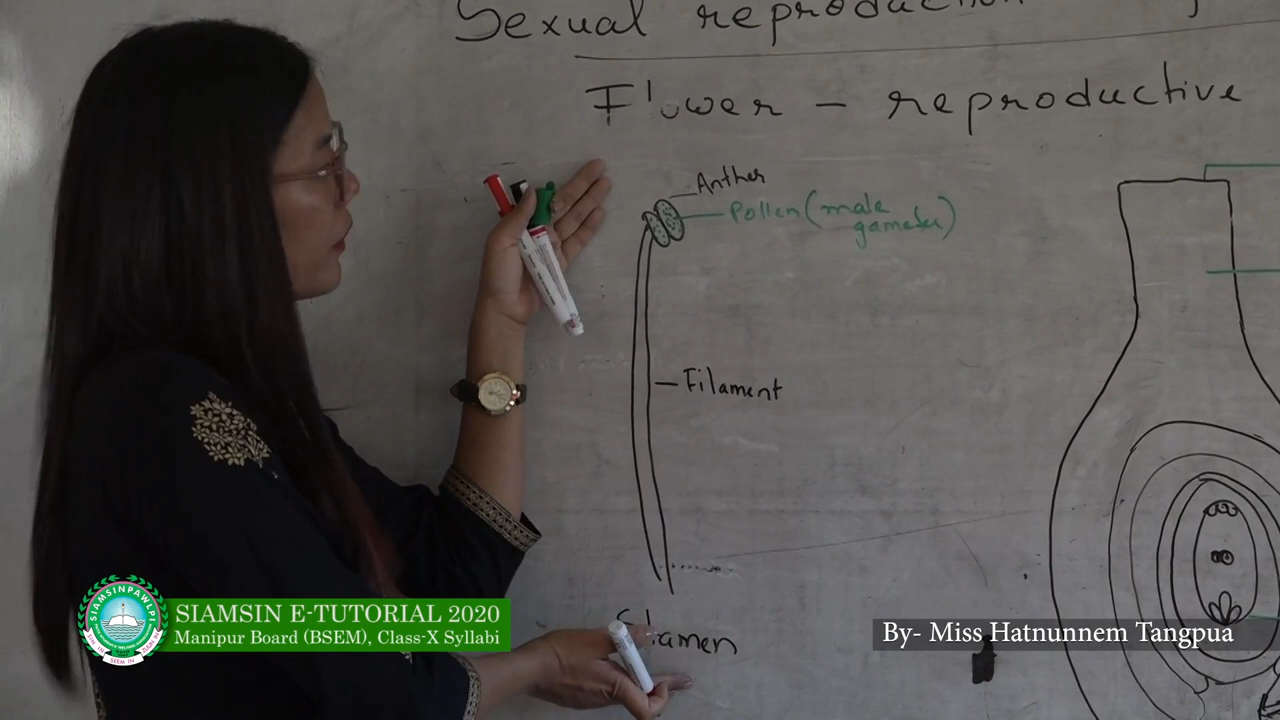 Sexual reproduction
Flower - reproductive
Anther
Pollen (male
gametes)
Filament
Stamen
SIAMSINPAWLPI
SIAMSIN E-TUTORIAL 2020
Manipur Board (BSEM), Class-X Syllabi
By- Miss Hatnunnem Tangpua